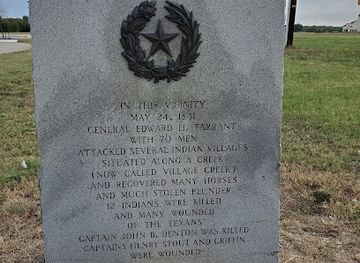 IN THIS VICINITY
MAY 24, 1841
GENERAL EDWARD H. TARRANT
WITH 70 MEN
ATTACKED SEVERAL INDIAN VILLAGES
SITUATED ALONG A CREEK
(NOW CALLED VILLAGE CREEK)
AND RECOVERED MANY HORSES
AND MUCH STOLEN PLUNDER
12 INDIANS WERE KILLED
AND MANY WOUNDED
OF THE TEXANS
CAPTAIN JOHN B. DENTON WAS KILLED
CAPTAINS HENRY STOUT AND GRIFFIN
WERE WOUNDED